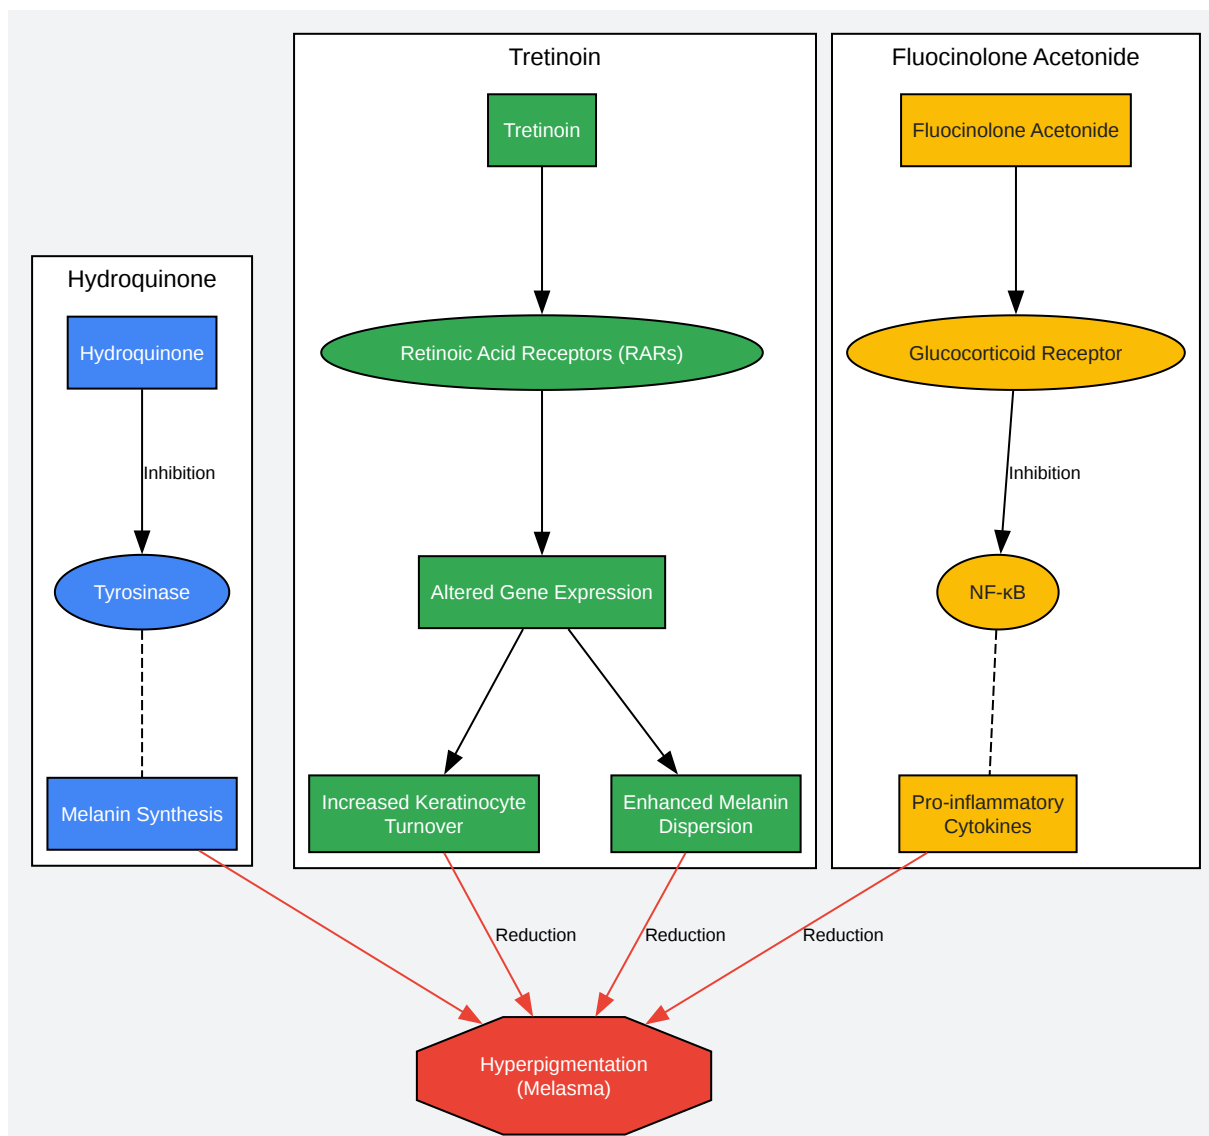 Tretinoin
Fluocinolone Acetonide
Tretinoin
Fluocinolone Acetonide
Hydroquinone
Hydroquinone
Retinoic Acid Receptors (RARs)
Glucocorticoid Receptor
Inhibition
Inhibition
Tyrosinase
Altered Gene Expression
NF-κB
Melanin Synthesis
Increased Keratinocyte
Turnover
Enhanced Melanin
Dispersion
Pro-inflammatory
Cytokines
Reduction
Reduction
Reduction
Hyperpigmentation
(Melasma)